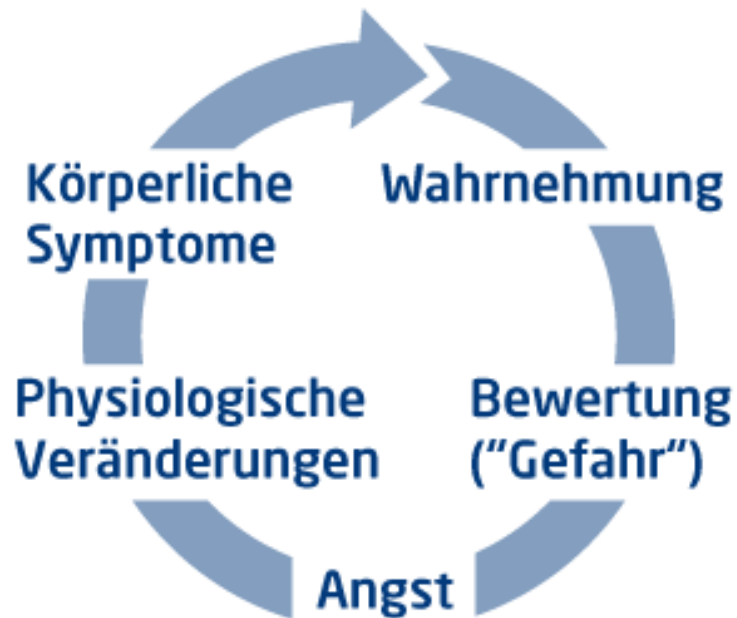 Körperliche
Symptome
Wahrnehmung
Physiologische
Veränderungen
Bewertung
("Gefahr")
Angst